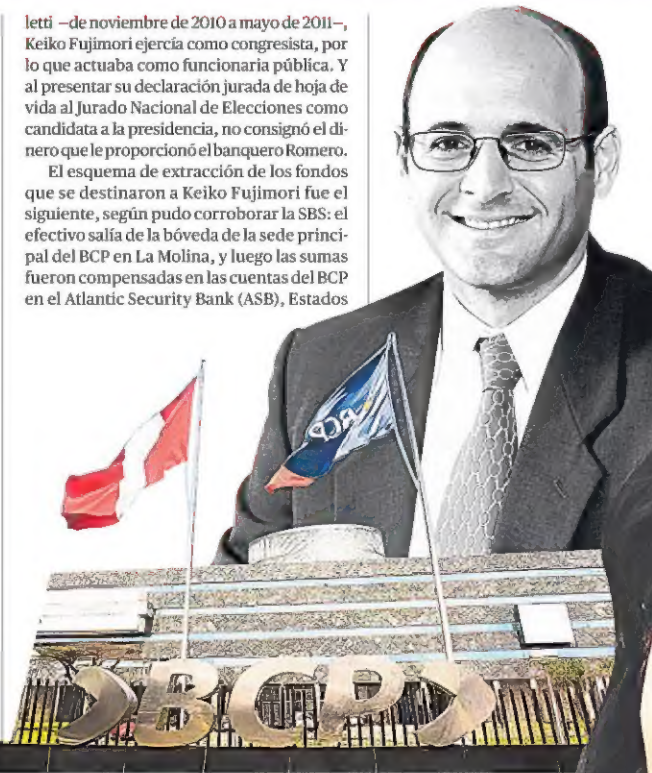 letti –de noviembre de 2010 a mayo de 2011–,
Keiko Fujimori ejercía como congresista, por
lo que actuaba como funcionaria pública. Y
al presentar su declaración jurada de hoja de
vida al Jurado Nacional de Elecciones como
candidata a la presidencia, no consignó el di-
nero que le proporcionó el banquero Romero.
El esquema de extracción de los fondos
que se destinaron a Keiko Fujimori fue el
siguiente, según pudo corroborar la SBS: el
efectivo salía de la bóveda de la sede princi-
pal del BCP en La Molina, y luego las sumas
fueron compensadas en las cuentas del BCP
en el Atlantic Security Bank (ASB), Estados
BCP